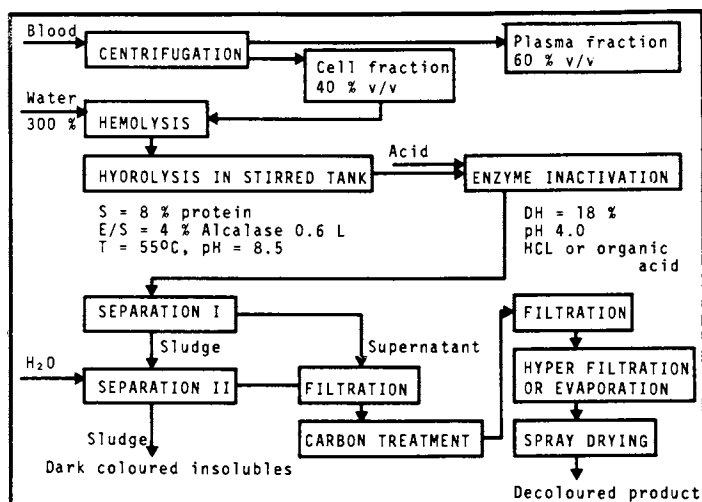 Blood
CENTRIFUGATION
Plasma fraction
60 % v/v
Cell fraction
40 % v/v
Water
300 %
HEMOLYSIS
Acid
HYDROLYSIS IN STIRRED TANK
ENZYME INACTIVATION
S = 8 % protein
E/S = 4 % Alcalase 0.6 L
T = 55ºC, pH = 8.5
DH = 18 %
pH 4.0
HCL or organic
acid
SEPARATION I
FILTRATION
Sludge
Supernatant
H₂O
SEPARATION II
FILTRATION
HYPER FILTRATION
OR EVAPORATION
Sludge
CARBON TREATMENT
SPRAY DRYING
Dark coloured insolubles
Decoloured product